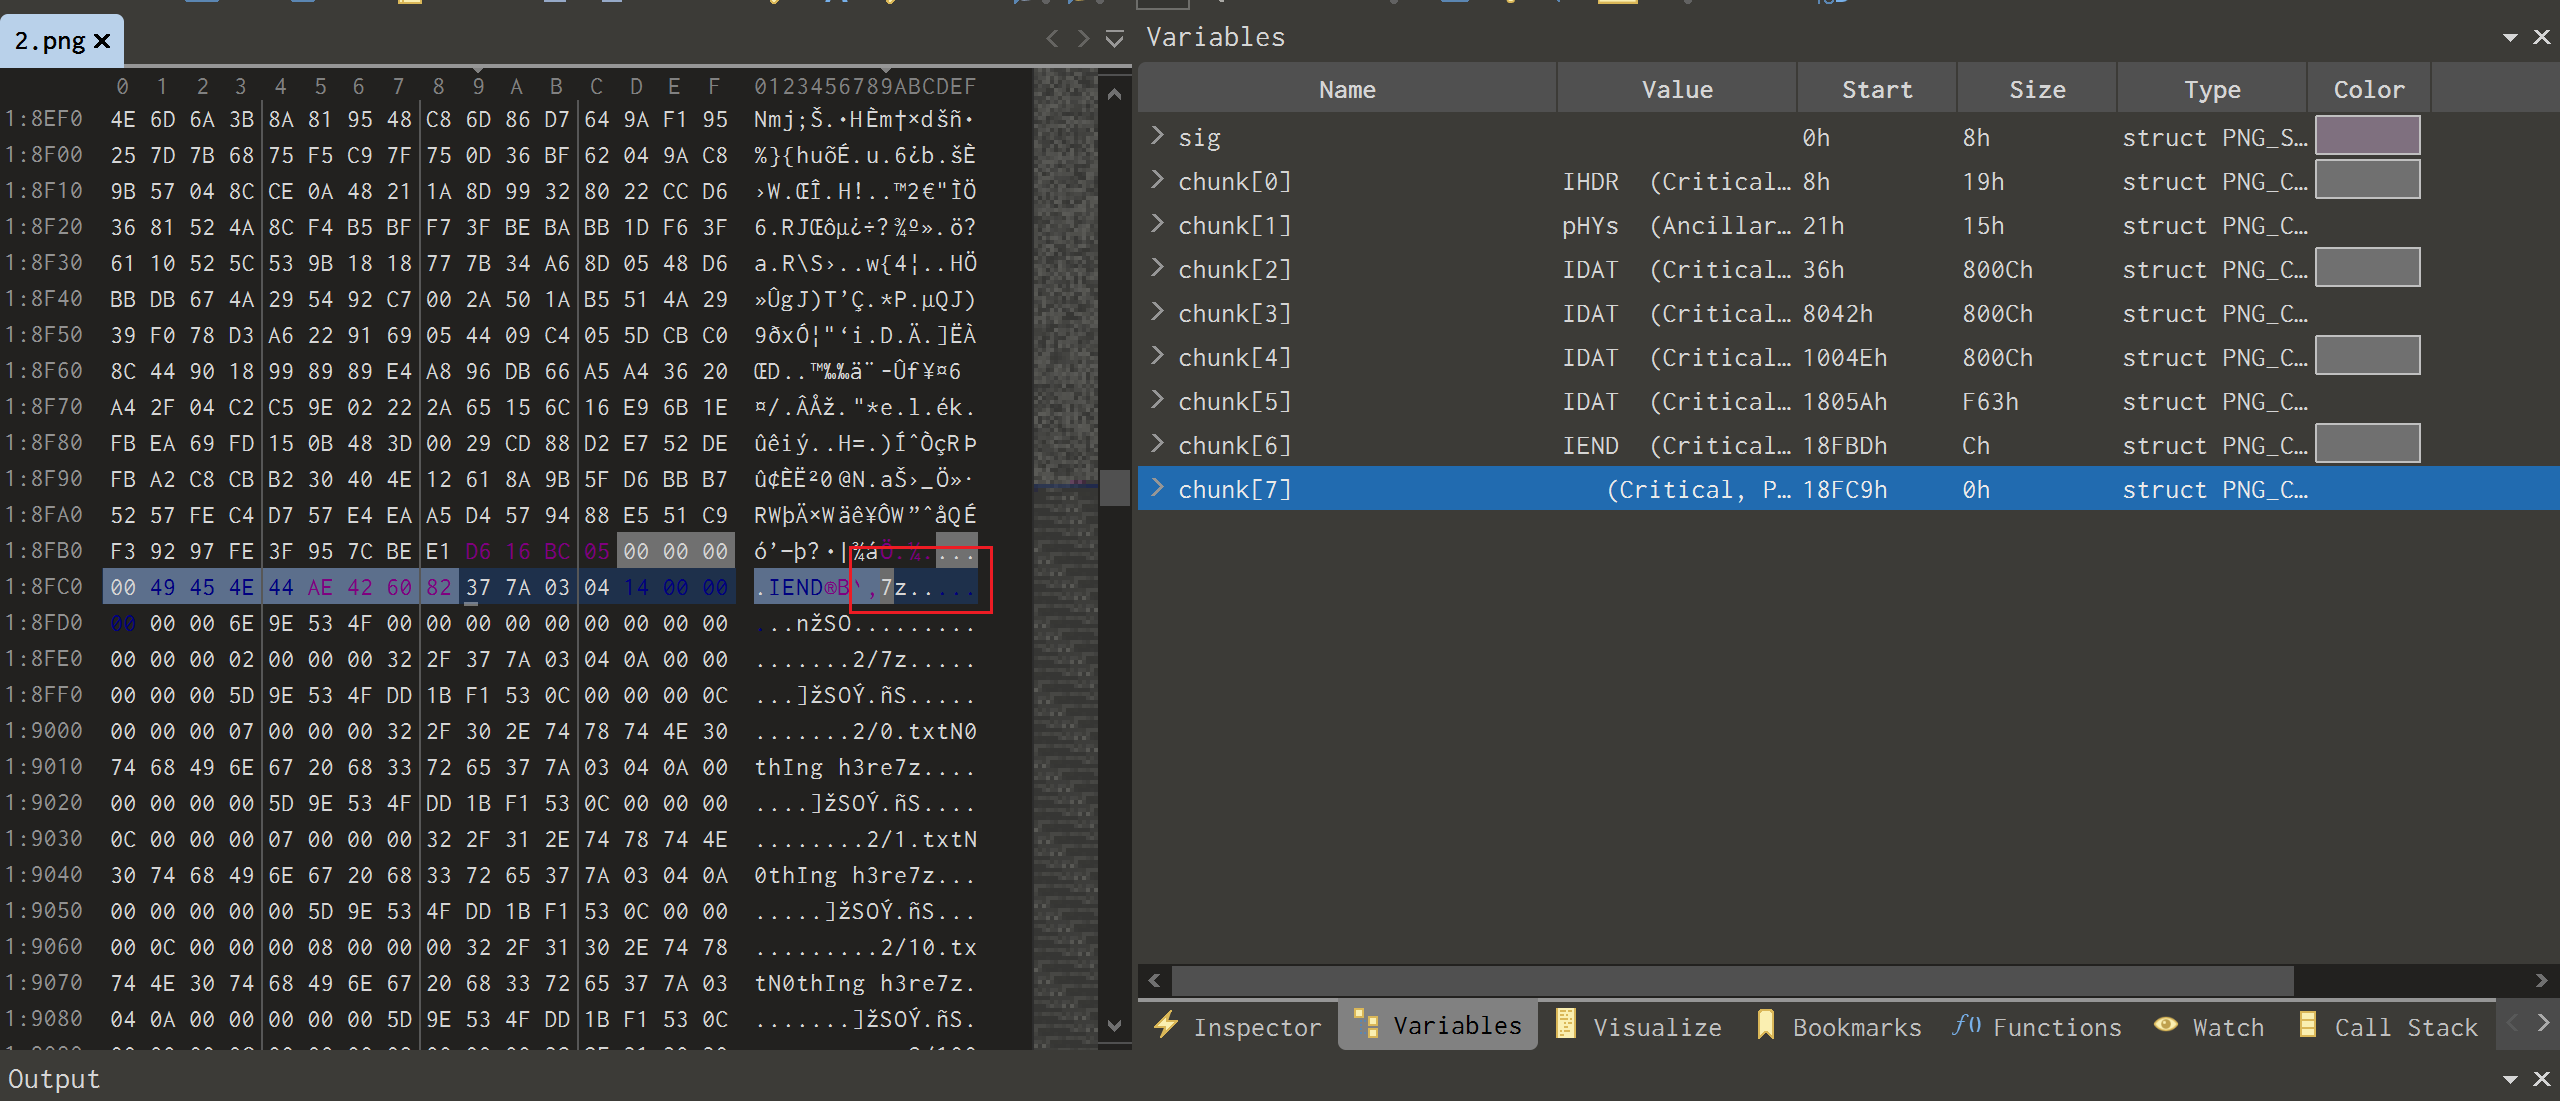 2.png
Variables
0 1 2 3 4 5 6 7 8 9 A B C D E F 0123456789ABCDEF
1:8EF0 4E 6D 6A 3B 8A 81 95 48 C8 6D 86 D7 64 9A F1 95 Nmj;Š.•HÈm†×dšñ•
1:8F00 25 7D 7B 68 75 F5 C9 7F 75 0D 36 BF 62 04 9A C8 %}{huõÉ.u.6¿b.šÈ
1:8F10 9B 57 04 8C CE 0A 48 21 1A 8D 99 32 80 22 CC D6 ›W.ŒÎ.H!..™2€"ÌÖ
1:8F20 36 81 52 4A 8C F4 B5 BF F7 3F BE BA BB 1D F6 3F 6.RJŒôµ¿÷?¾º».ö?
1:8F30 61 10 52 5C 53 9B 18 18 77 7B 34 A6 8D 05 48 D6 a.R\S›..w{4¦..HÖ
1:8F40 BB DB 67 4A 29 54 92 C7 00 2A 50 1A B5 51 4A 29 »ÛgJ)T’Ç.*P.µQJ)
1:8F50 39 F0 78 D3 A6 22 91 69 05 44 09 C4 05 5D CB C0 9ðxÓ¦"‘i.D.Ä.]ËÀ
1:8F60 8C 44 90 18 99 89 89 E4 A8 96 DB 66 A5 A4 36 20 ŒD..™‰‰ä¨–Ûf¥¤6
1:8F70 A4 2F 04 C2 C5 9E 02 22 2A 65 15 6C 16 E9 6B 1E ¤/.ÂÅž."*e.l.ék.
1:8F80 FB EA 69 FD 15 0B 48 3D 00 29 CD 88 D2 E7 52 DE ûêiý..H=.)ÍˆÒçRÞ
1:8F90 FB A2 C8 CB B2 30 40 4E 12 61 8A 9B 5F D6 BB B7 û¢ÈË²0@N.aŠ›_Ö»·
1:8FA0 52 57 FE C4 D7 57 E4 EA A5 D4 57 94 88 E5 51 C9 RWþÄ×Wäê¥ÔW”ˆåQÉ
1:8FB0 F3 92 97 FE 3F 95 7C BE E1 D6 16 BC 05 00 00 00 ó’—þ?•|¾áÖ.¼....
1:8FC0 00 49 45 4E 44 AE 42 60 82 37 7A 03 04 14 00 00 .IEND®B`‚7z.....
1:8FD0 00 00 00 6E 9E 53 4F 00 00 00 00 00 00 00 00 00 ...nžSO.........
1:8FE0 00 00 00 02 00 00 00 32 2F 37 7A 03 04 0A 00 00 .......2/7z.....
1:8FF0 00 00 00 5D 9E 53 4F DD 1B F1 53 0C 00 00 00 0C ...]žSOÝ.ñS.....
1:9000 00 00 00 07 00 00 00 32 2F 30 2E 74 78 74 4E 30 .......2/0.txtN0
1:9010 74 68 49 6E 67 20 68 33 72 65 37 7A 03 04 0A 00 thIng h3re7z....
1:9020 00 00 00 00 5D 9E 53 4F DD 1B F1 53 0C 00 00 00 ....]žSOÝ.ñS....
1:9030 0C 00 00 00 07 00 00 00 32 2F 31 2E 74 78 74 4E ........2/1.txtN
1:9040 30 74 68 49 6E 67 20 68 33 72 65 37 7A 03 04 0A 0thIng h3re7z...
1:9050 00 00 00 00 00 5D 9E 53 4F DD 1B F1 53 0C 00 00 .....]žSOÝ.ñS...
1:9060 00 0C 00 00 00 08 00 00 00 32 2F 31 30 2E 74 78 .........2/10.tx
1:9070 74 4E 30 74 68 49 6E 67 20 68 33 72 65 37 7A 03 tN0thIng h3re7z.
1:9080 04 0A 00 00 00 00 00 5D 9E 53 4F DD 1B F1 53 0C .......]žSOÝ.ñS.
Name Value Start Size Type Color
sig 0h 8h struct PNG_S…
chunk[0] IHDR (Critical… 8h 19h struct PNG_C…
chunk[1] pHYs (Ancillar… 21h 15h struct PNG_C…
chunk[2] IDAT (Critical… 36h 800Ch struct PNG_C…
chunk[3] IDAT (Critical… 8042h 800Ch struct PNG_C…
chunk[4] IDAT (Critical… 1004Eh 800Ch struct PNG_C…
chunk[5] IDAT (Critical… 1805Ah F63h struct PNG_C…
chunk[6] IEND (Critical… 18FBDh Ch struct PNG_C…
chunk[7] (Critical, P… 18FC9h 0h struct PNG_C…
Inspector Variables Visualize Bookmarks Functions Watch Call Stack
Output